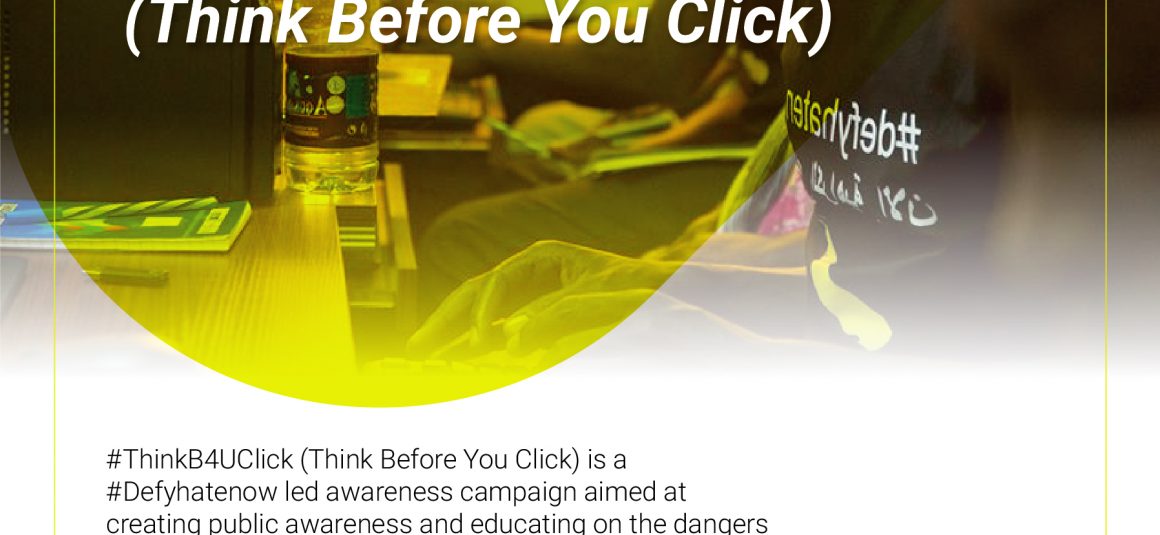 (Think Before You Click)
#defyhaten
#ThinkB4UClick (Think Before You Click) is a
#Defyhatenow led awareness campaign aimed at
creating public awareness and educating on the dangers